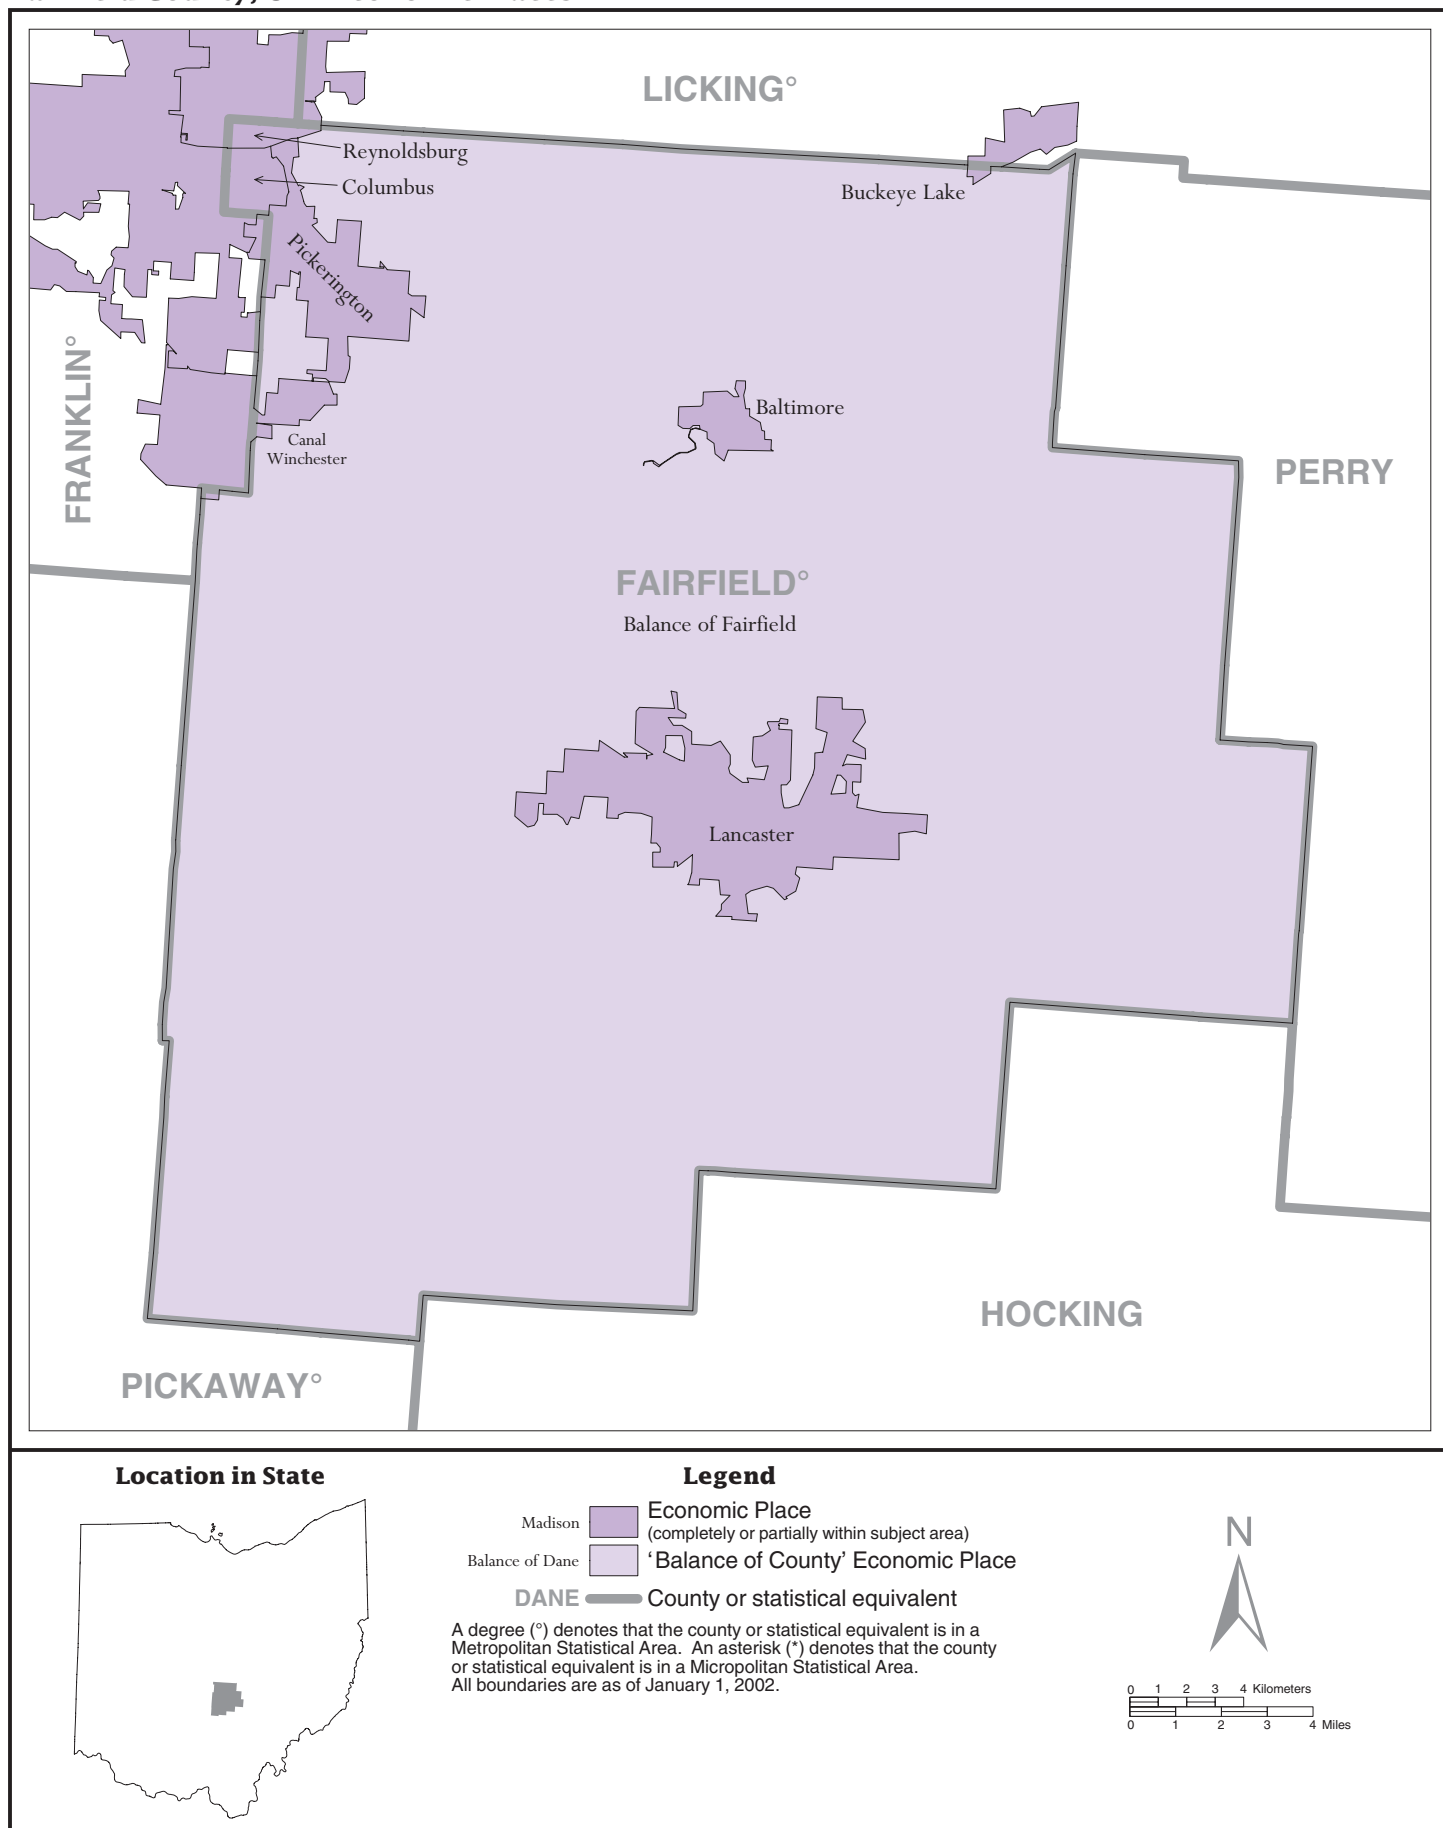 LICKING°
Reynoldsburg
Columbus
Buckeye Lake
Pickerington
FRANKLIN°
Baltimore
Canal
Winchester
PERRY
FAIRFIELD°
Balance of Fairfield
Lancaster
HOCKING
PICKAWAY°
Location in State
Legend
Madison
Economic Place
(completely or partially within subject area)
Balance of Dane
‘Balance of County’ Economic Place
DANE
County or statistical equivalent
A degree (°) denotes that the county or statistical equivalent is in a
Metropolitan Statistical Area. An asterisk (*) denotes that the county
or statistical equivalent is in a Micropolitan Statistical Area.
All boundaries are as of January 1, 2002.
N
0 1 2 3 4 Kilometers
0 1 2 3 4 Miles